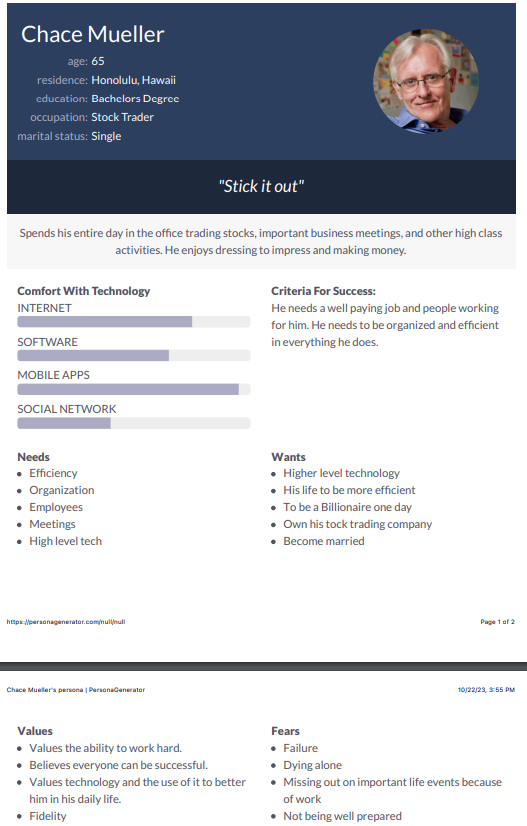 Chace Mueller
age: 65
residence: Honolulu, Hawaii
education: Bachelors Degree
occupation: Stock Trader
marital status: Single
"Stick it out"
Spends his entire day in the office trading stocks, important business meetings, and other high class
activities. He enjoys dressing to impress and making money.
Comfort With Technology
INTERNET
SOFTWARE
MOBILE APPS
SOCIAL NETWORK
Criteria For Success:
He needs a well paying job and people working
for him. He needs to be organized and efficient
in everything he does.
Needs
• Efficiency
• Organization
• Employees
• Meetings
• High level tech
Wants
• Higher level technology
• His life to be more efficient
• To be a Billionaire one day
• Own his tock trading company
• Become married
https://personagenerator.com/null/null
Page 1 of 2
Chace Mueller's persona | PersonaGenerator
10/22/23, 3:55 PM
Values
• Values the ability to work hard.
• Believes everyone can be successful.
• Values technology and the use of it to better
him in his daily life.
• Fidelity
Fears
• Failure
• Dying alone
• Missing out on important life events because
of work
• Not being well prepared